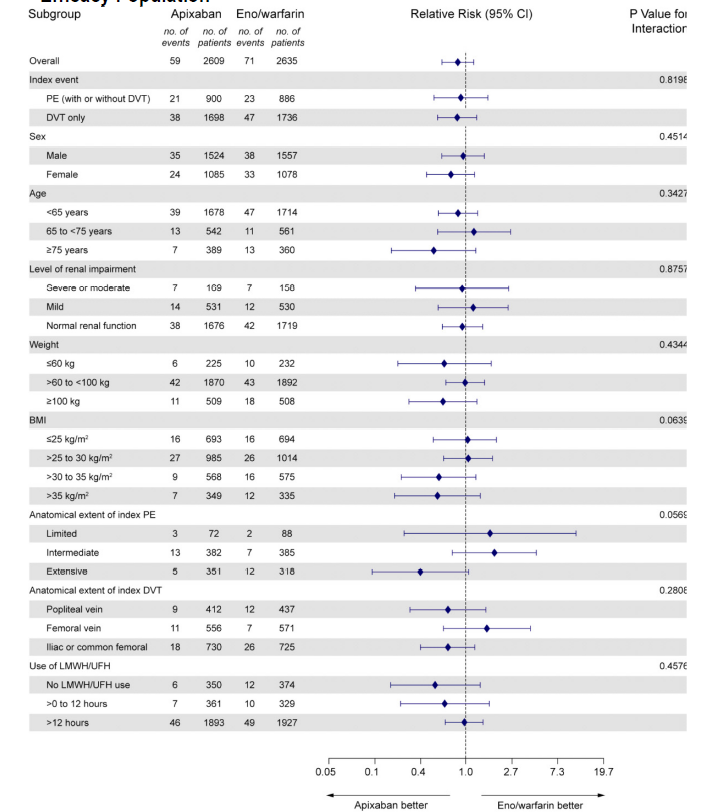 Efficacy Population
Subgroup Apixaban Eno/warfarin Relative Risk (95% CI) P Value for
Interaction
no. of no. of no. of no. of
events patients events patients
Overall 59 2609 71 2635
Index event 0.8198
PE (with or without DVT) 21 900 23 886
DVT only 38 1698 47 1736
Sex 0.4514
Male 35 1524 38 1557
Female 24 1085 33 1078
Age 0.3427
<65 years 39 1678 47 1714
65 to <75 years 13 542 11 561
≥75 years 7 389 13 360
Level of renal impairment 0.8757
Severe or moderate 7 169 7 158
Mild 14 531 12 530
Normal renal function 38 1676 42 1719
Weight 0.4344
≤60 kg 6 225 10 232
>60 to <100 kg 42 1870 43 1892
≥100 kg 11 509 18 508
BMI 0.0639
≤25 kg/m² 16 693 16 694
>25 to 30 kg/m² 27 985 26 1014
>30 to 35 kg/m² 9 568 16 575
>35 kg/m² 7 349 12 335
Anatomical extent of index PE 0.0569
Limited 3 72 2 88
Intermediate 13 382 7 385
Extensive 5 351 12 318
Anatomical extent of index DVT 0.2808
Popliteal vein 9 412 12 437
Femoral vein 11 556 7 571
Iliac or common femoral 18 730 26 725
Use of LMWH/UFH 0.4576
No LMWH/UFH use 6 350 12 374
>0 to 12 hours 7 361 10 329
>12 hours 46 1893 49 1927
0.05 0.1 0.4 1.0 2.7 7.3 19.7
Apixaban better Eno/warfarin better